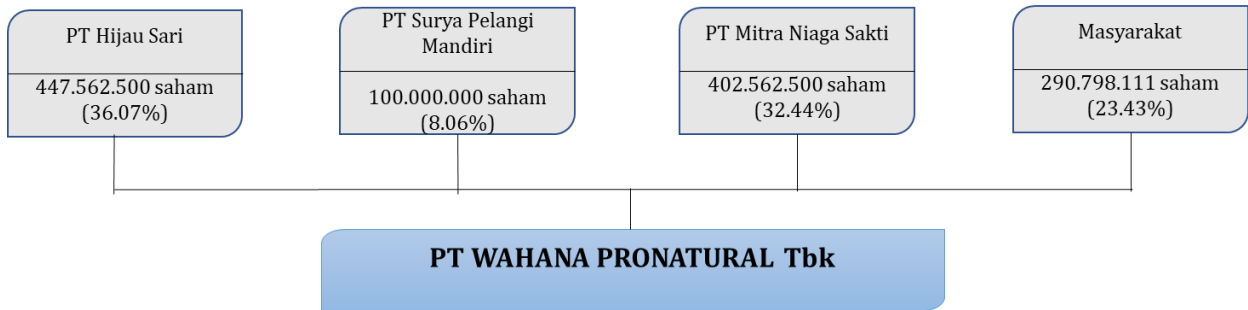 PT Hijau Sari
447.562.500 saham
(36.07%)
PT Surya Pelangi
Mandiri
100.000.000 saham
(8.06%)
PT Mitra Niaga Sakti
402.562.500 saham
(32.44%)
Masyarakat
290.798.111 saham
(23.43%)
PT WAHANA PRONATURAL Tbk